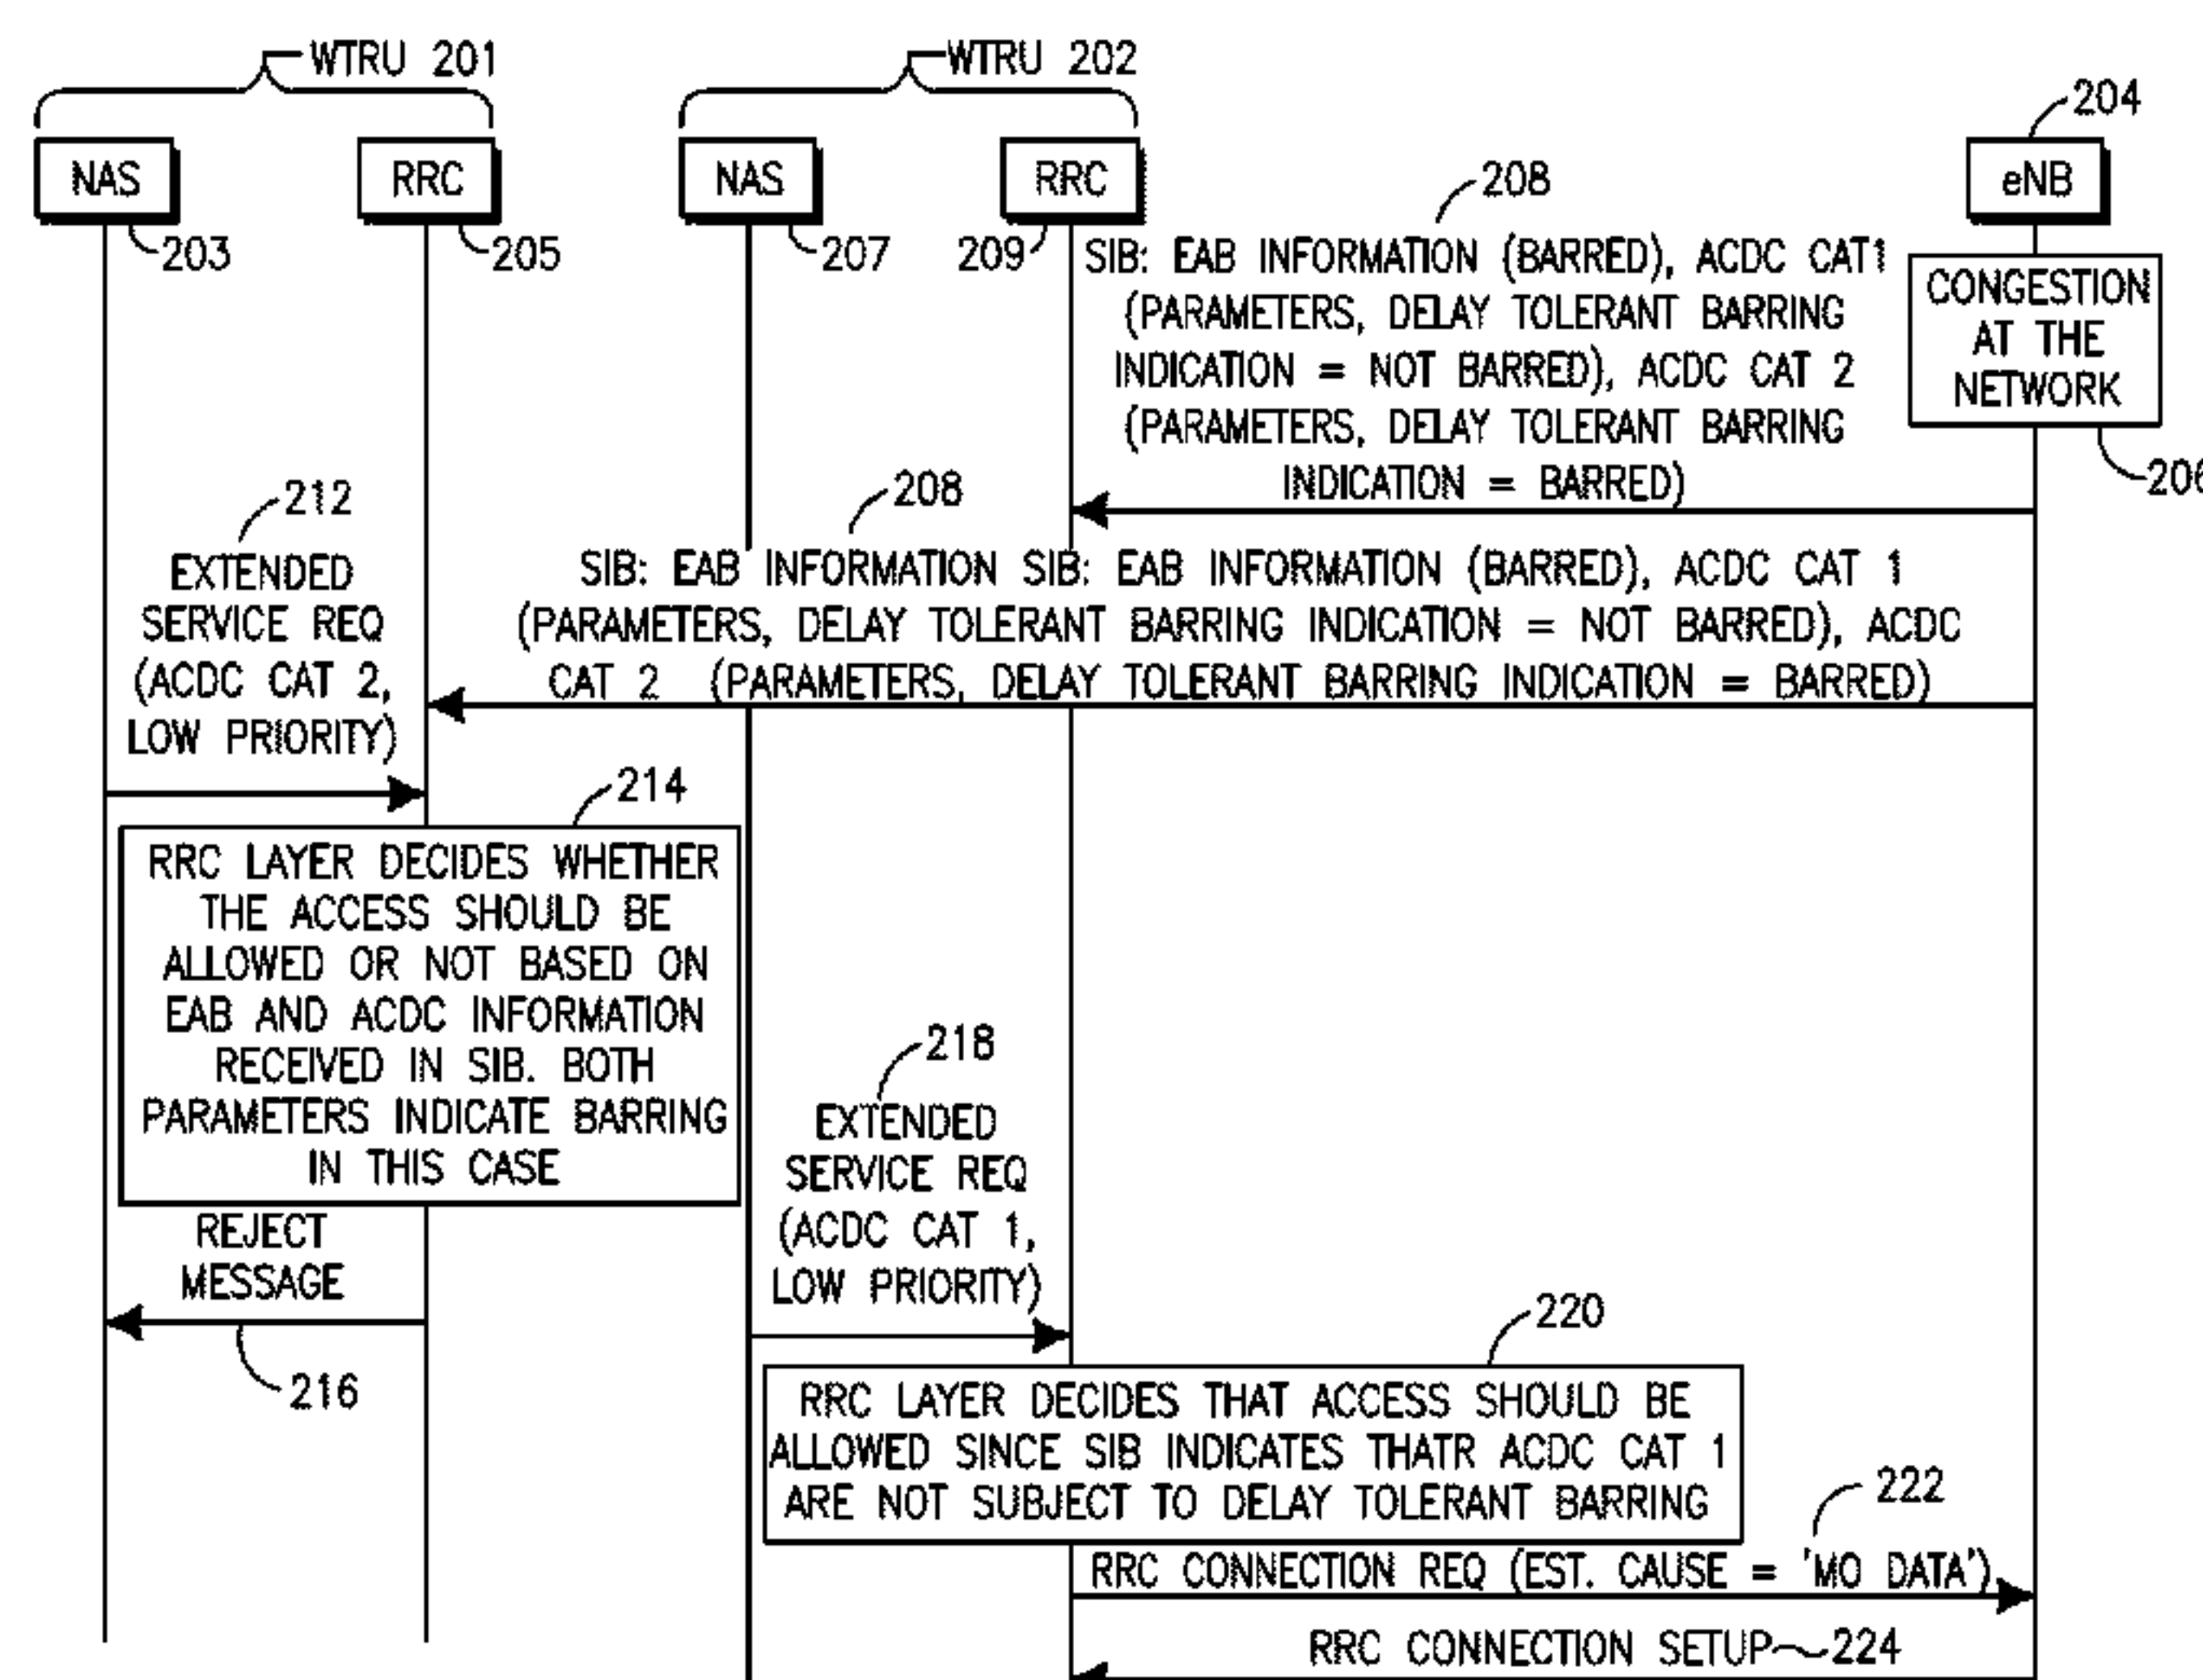 WTRU 201
WTRU 202
204
NAS
RRC
NAS
RRC
eNB
203
205
207
209
208
SIB: EAB INFORMATION (BARRED), ACDC CAT1
(PARAMETERS, DELAY TOLERANT BARRING
INDICATION = NOT BARRED), ACDC CAT 2
(PARAMETERS, DELAY TOLERANT BARRING
INDICATION = BARRED)
CONGESTION
AT THE
NETWORK
206
212
EXTENDED
SERVICE REQ
(ACDC CAT 2,
LOW PRIORITY)
208
SIB: EAB INFORMATION SIB: EAB INFORMATION (BARRED), ACDC CAT 1
(PARAMETERS, DELAY TOLERANT BARRING INDICATION = NOT BARRED), ACDC
CAT 2 (PARAMETERS, DELAY TOLERANT BARRING INDICATION = BARRED)
214
RRC LAYER DECIDES WHETHER
THE ACCESS SHOULD BE
ALLOWED OR NOT BASED ON
EAB AND ACDC INFORMATION
RECEIVED IN SIB. BOTH
PARAMETERS INDICATE BARRING
IN THIS CASE
REJECT
MESSAGE
216
218
EXTENDED
SERVICE REQ
(ACDC CAT 1,
LOW PRIORITY)
220
RRC LAYER DECIDES THAT ACCESS SHOULD BE
ALLOWED SINCE SIB INDICATES THATR ACDC CAT 1
ARE NOT SUBJECT TO DELAY TOLERANT BARRING
222
RRC CONNECTION REQ (EST. CAUSE = 'MO DATA')
RRC CONNECTION SETUP 224